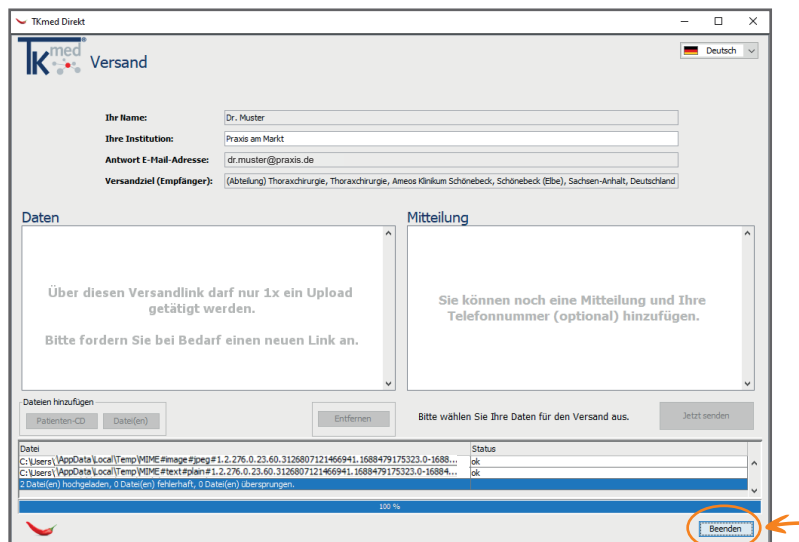 TKmed Direkt
TKmed
Versand
Deutsch
Ihr Name: Dr. Muster
Ihre Institution: Praxis am Markt
Antwort E-Mail-Adresse: dr.muster@praxis.de
Versandziel (Empfänger): (Abteilung) Thoraxchirurgie, Thoraxchirurgie, Ameos Klinikum Schönebeck, Schönebeck (Elbe), Sachsen-Anhalt, Deutschland
Daten
Über diesen Versandlink darf nur 1x ein Upload
getätigt werden.
Bitte fordern Sie bei Bedarf einen neuen Link an.
Mitteilung
Sie können noch eine Mitteilung und Ihre
Telefonnummer (optional) hinzufügen.
Dateien hinzufügen
Patienten-CD Datei(en) Entfernen Bitte wählen Sie Ihre Daten für den Versand aus. Jetzt senden
Datei Status
C:\Users\ \AppData\Local\Temp\MIME#image#jpeg#1.2.276.0.23.60.3126807121466941.1688479175323.0-1688... ok
C:\Users\ \AppData\Local\Temp\MIME#text#plain#1.2.276.0.23.60.3126807121466941.1688479175323.0-16884... ok
2 Datei(en) hochgeladen, 0 Datei(en) fehlerhaft, 0 Datei(en) übersprungen.
100 %
Beenden